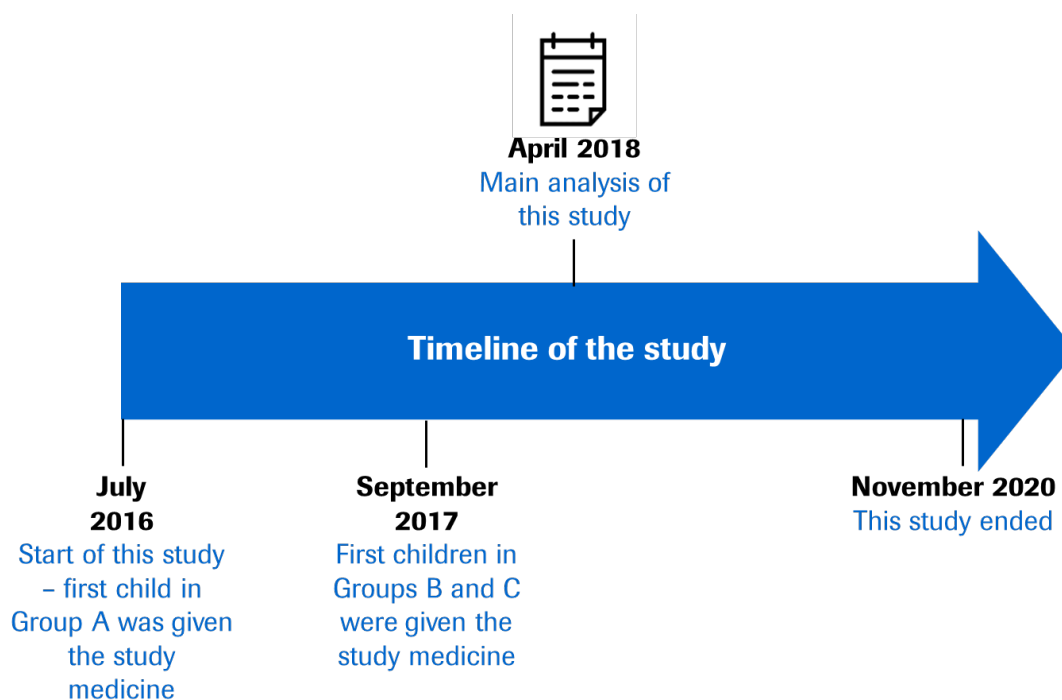 April 2018
Main analysis of
this study
Timeline of the study
July
2016
Start of this study
– first child in
Group A was given
the study
medicine
September
2017
First children in
Groups B and C
were given the
study medicine
November 2020
This study ended